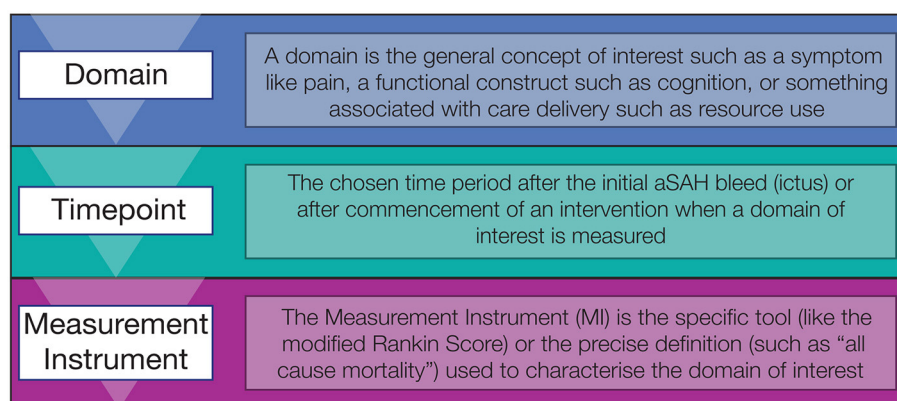 Domain
A domain is the general concept of interest such as a symptom
like pain, a functional construct such as cognition, or something
associated with care delivery such as resource use
Timepoint
The chosen time period after the initial aSAH bleed (ictus) or
after commencement of an intervention when a domain of
interest is measured
Measurement
Instrument
The Measurement Instrument (MI) is the specific tool (like the
modified Rankin Score) or the precise definition (such as “all
cause mortality”) used to characterise the domain of interest